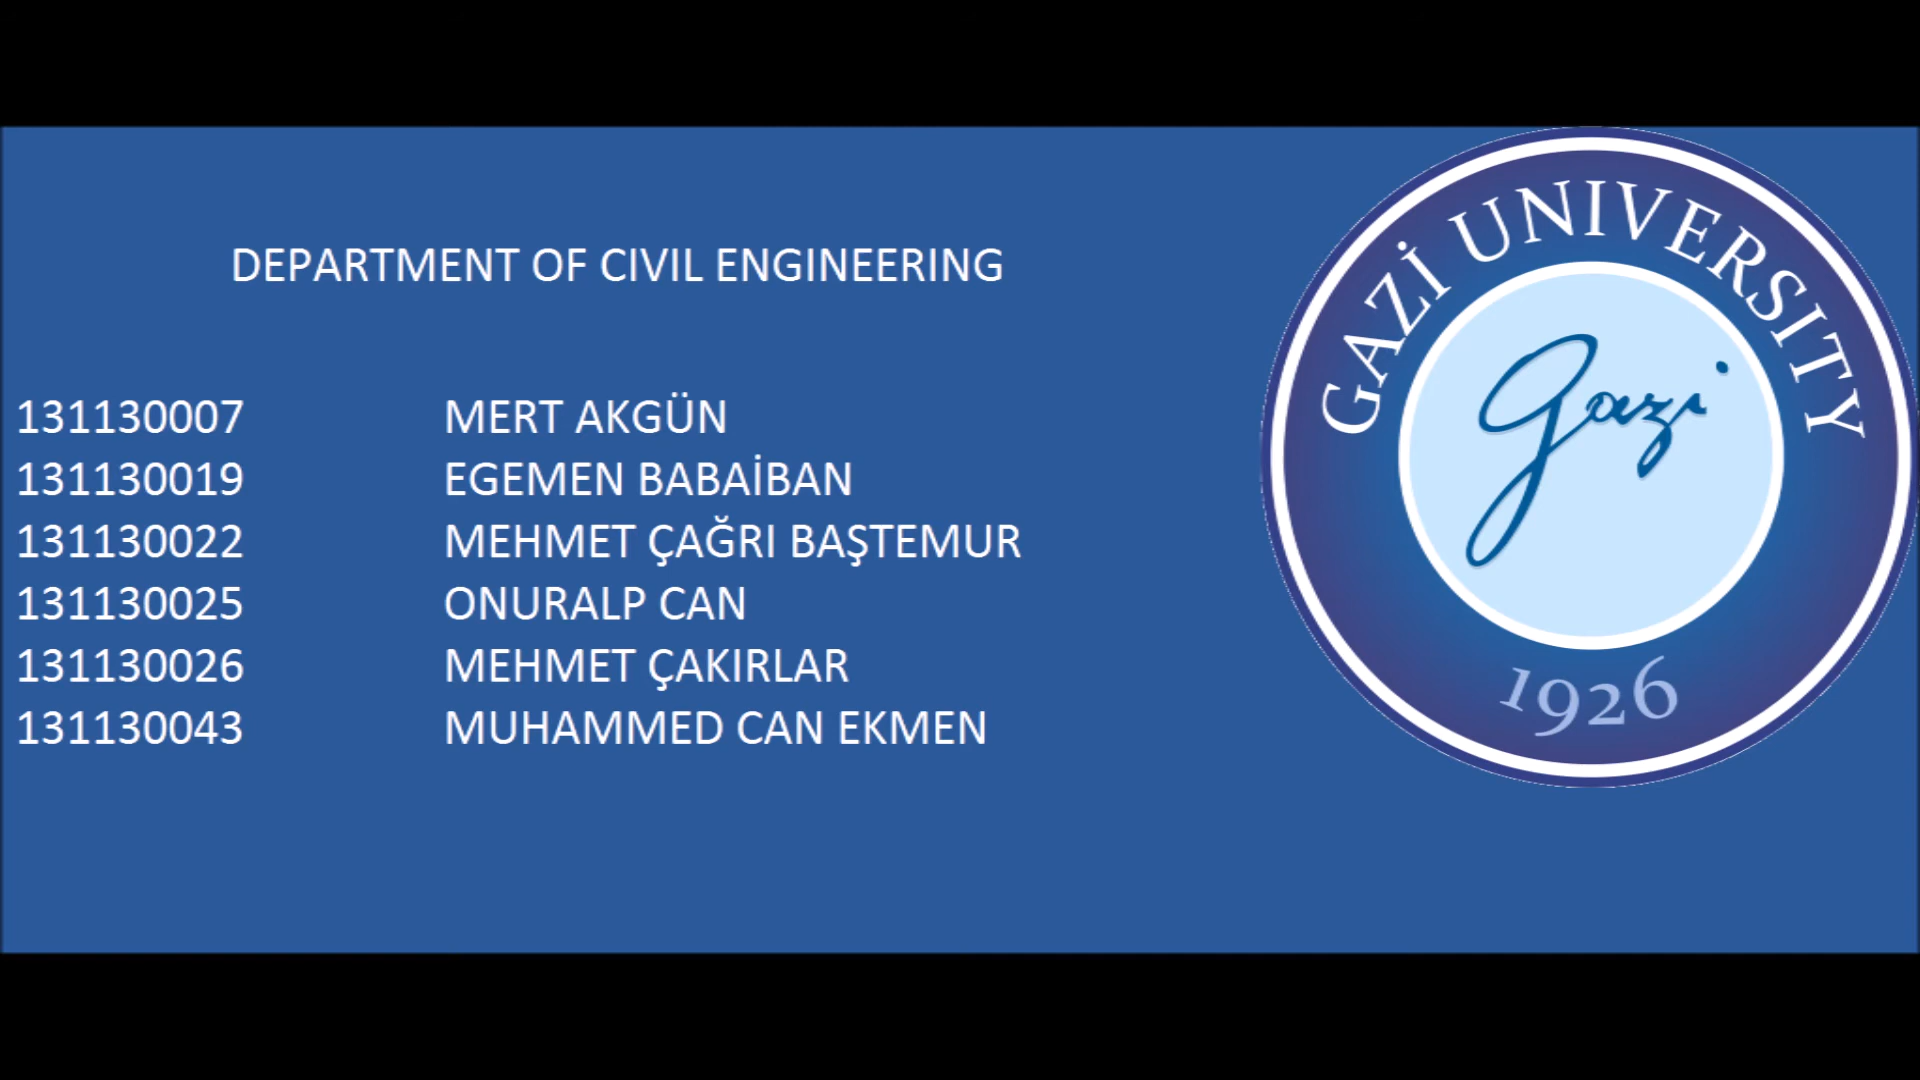 DEPARTMENT OF CIVIL ENGINEERING
131130007 MERT AKGÜN
131130019 EGEMEN BABAİBAN
131130022 MEHMET ÇAĞRI BAŞTEMUR
131130025 ONURALP CAN
131130026 MEHMET ÇAKIRLAR
131130043 MUHAMMED CAN EKMEN
GAZİ UNIVERSITY
gazi
1926